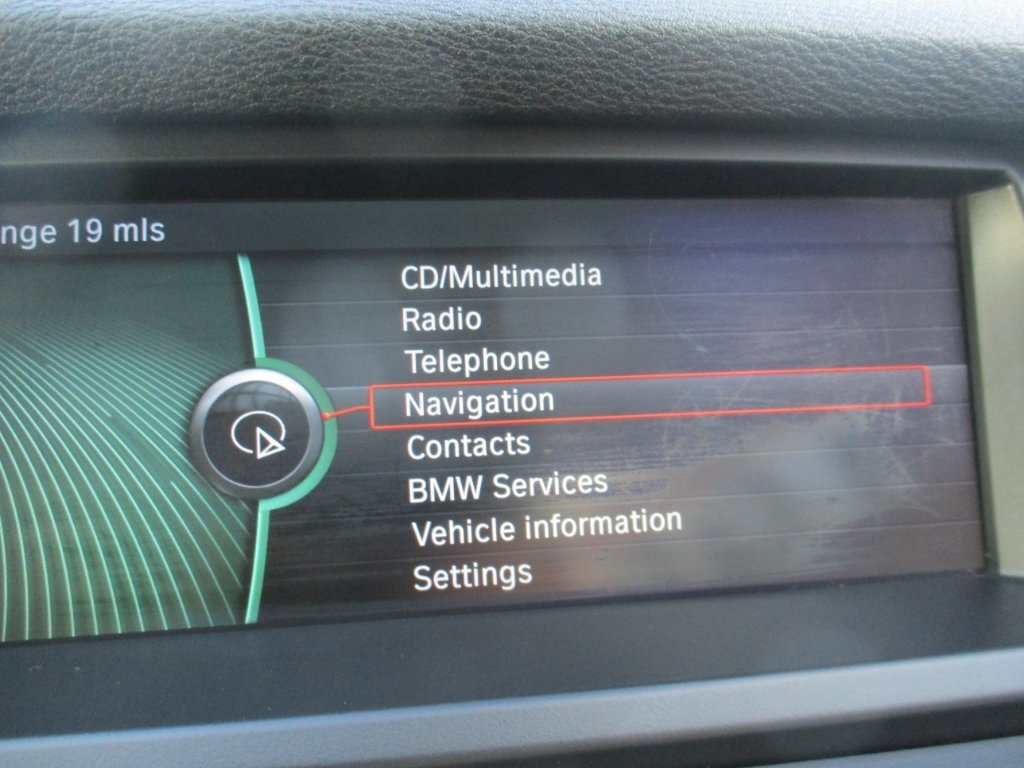 nge 19 mls
CD/Multimedia
Radio
Telephone
Navigation
Contacts
BMW Services
Vehicle information
Settings